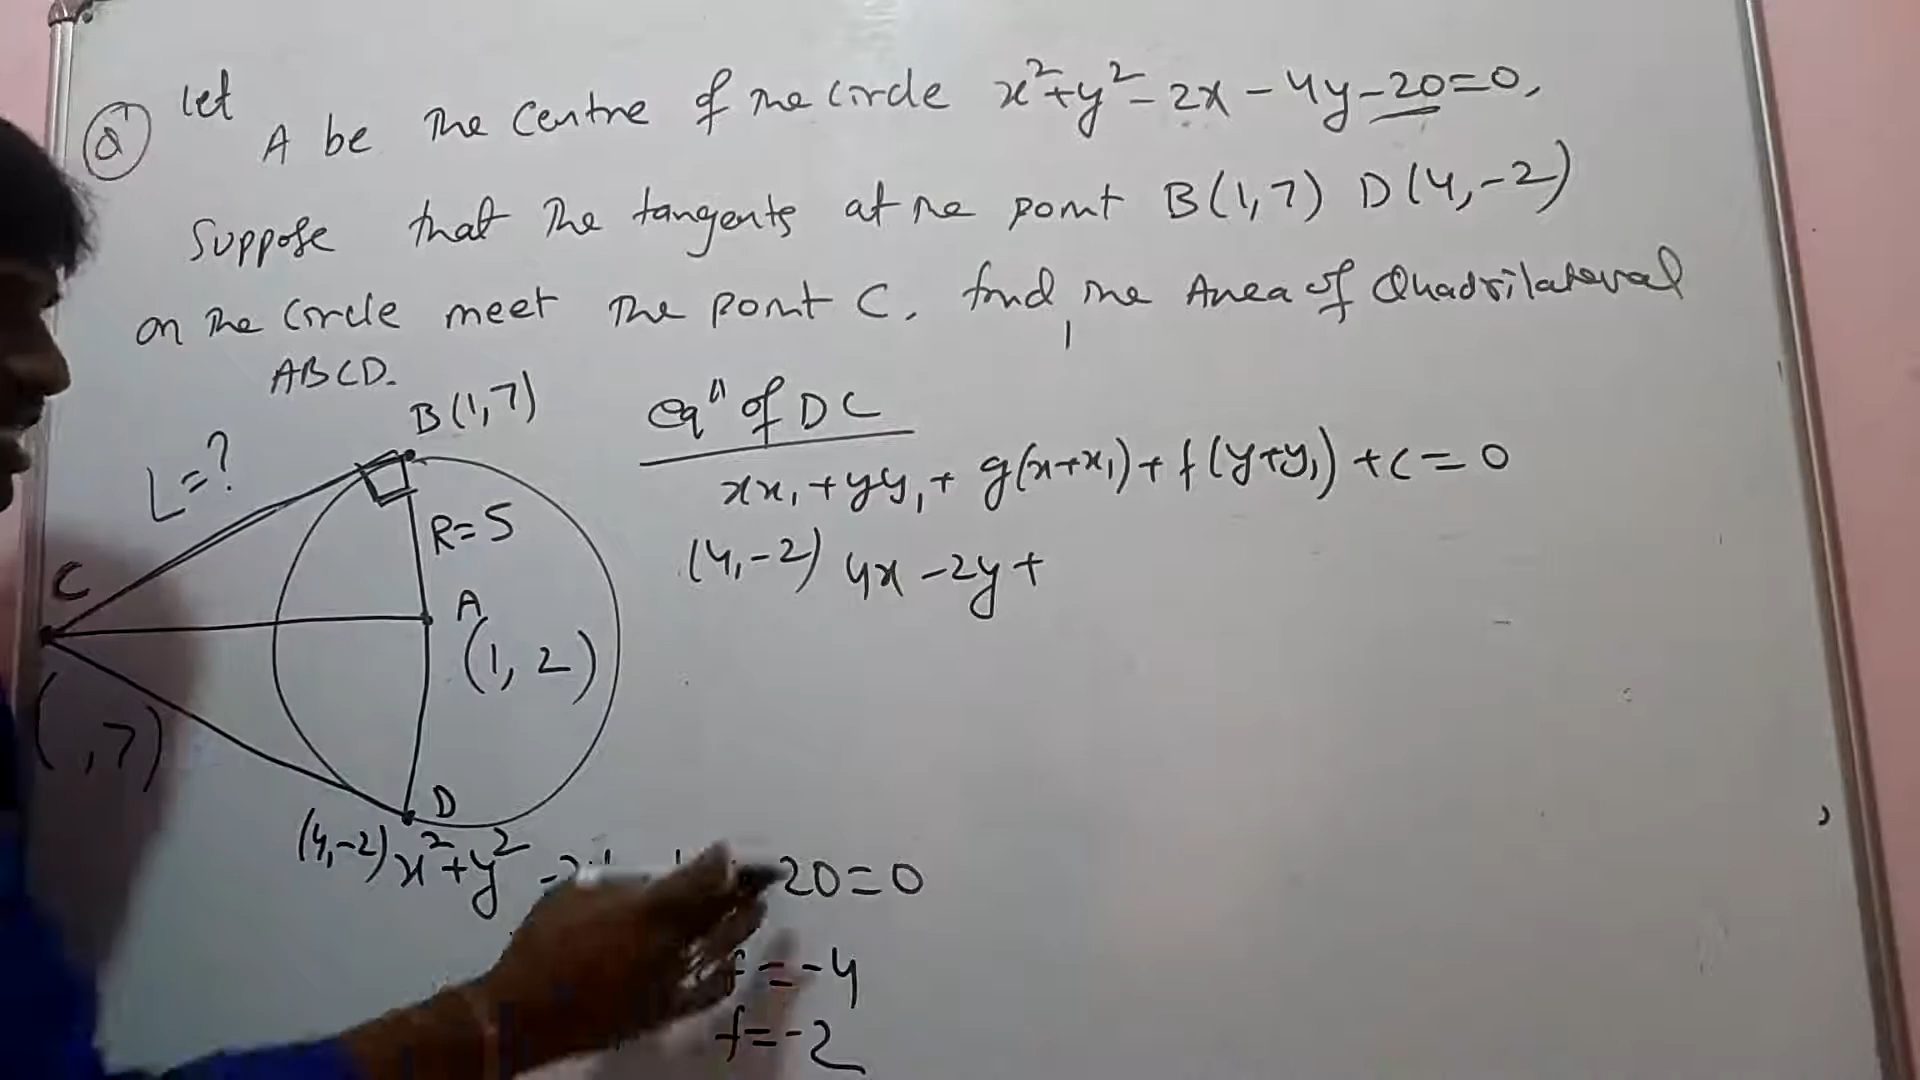 Q Let
A be the centre of the circle x²+y²-2x-4y-20=0,
Suppose that the tangents at the point B(1,7) D(4,-2)
on the circle meet the point C. find the Area of Quadrilateral
ABCD.
B(1,7)
L=?
R=5
C
A
(1,2)
( ,7)
D
(4,-2)
eqⁿ of DC
xx₁+yy₁+ g(x+x₁)+f(y+y₁)+c=0
(4,-2) 4x-2y+
x²+y² 20=0
f=-4
f=-2